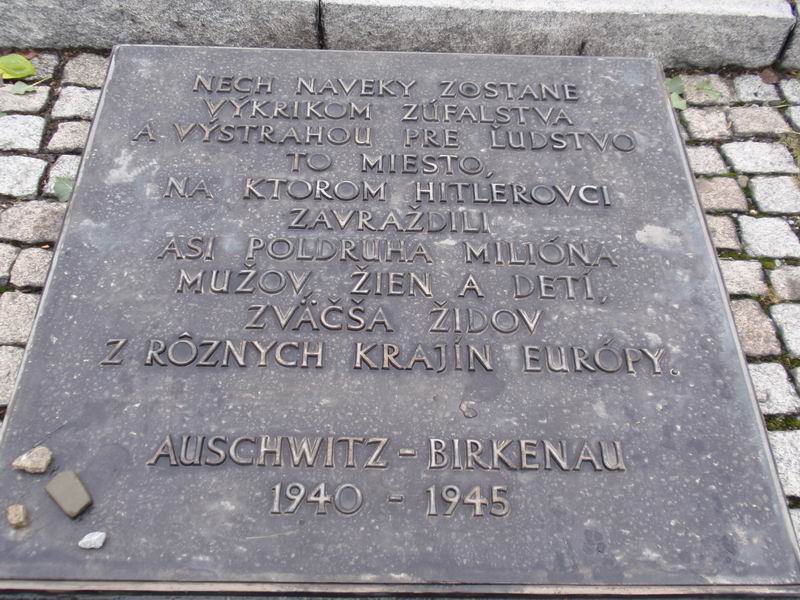 NECH NAVEKY ZOSTANE
VÝKRIKOM ZÚFALSTVA
A VÝSTRAHOU PRE ĽUDSTVO
TO MIESTO,
NA KTOROM HITLEROVCI
ZAVRAŽDILI
ASI POLDRUHA MILIÓNA
MUŽOV, ŽIEN A DETÍ,
ZVÄČŠA ŽIDOV
Z RÔZNYCH KRAJÍN EURÓPY.
AUSCHWITZ - BIRKENAU
1940 - 1945